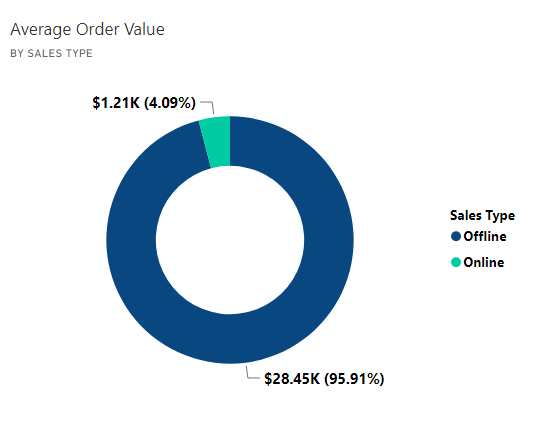 Average Order Value
BY SALES TYPE
$1.21K (4.09%)
Sales Type
Offline
Online
$28.45K (95.91%)